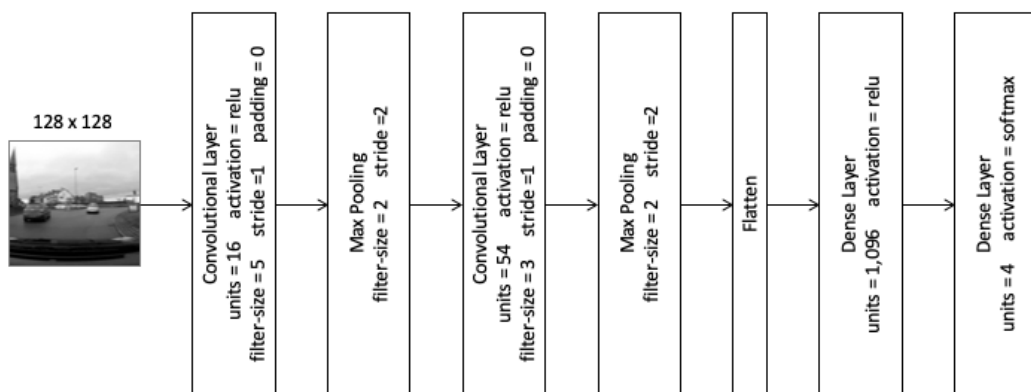 128 x 128
Convolutional Layer
units = 16 activation = relu
filter-size = 5 stride =1 padding = 0
Max Pooling
filter-size = 2 stride =2
Convolutional Layer
units = 54 activation = relu
filter-size = 3 stride =1 padding = 0
Max Pooling
filter-size = 2 stride =2
Flatten
Dense Layer
units = 1,096 activation = relu
Dense Layer
units = 4 activation = softmax